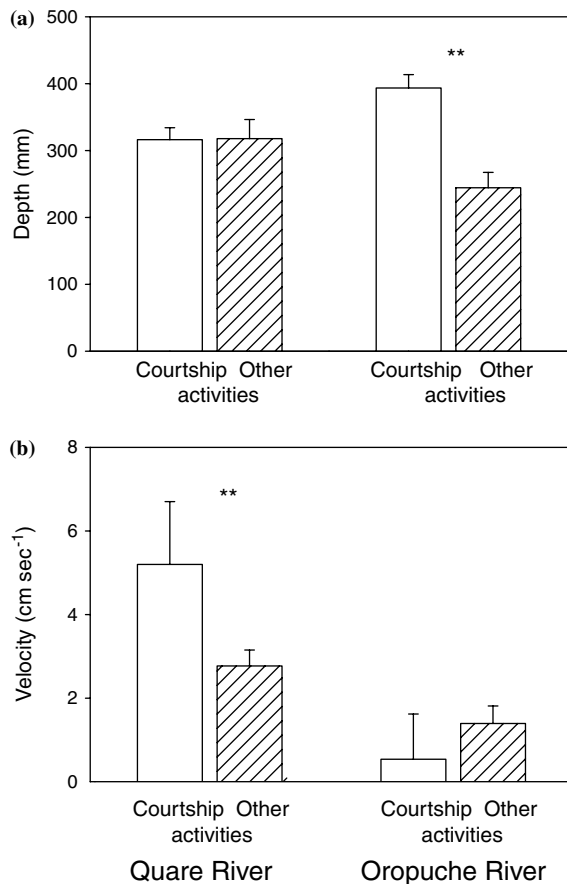 (a)
500
400
300
200
100
0
Depth (mm)
**
Courtship Other
activities
Courtship Other
activities
(b)
8
6
4
2
0
Velocity (cm sec⁻¹)
**
Courtship Other
activities
Courtship Other
activities
Quare River
Oropuche River